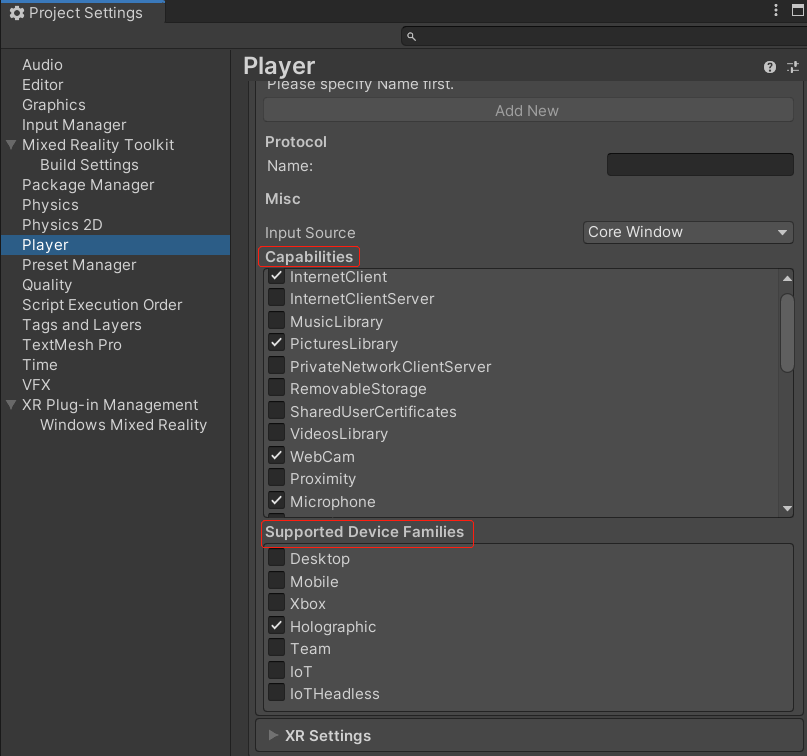 Project Settings
Audio
Editor
Graphics
Input Manager
Mixed Reality Toolkit
Build Settings
Package Manager
Physics
Physics 2D
Player
Preset Manager
Quality
Script Execution Order
Tags and Layers
TextMesh Pro
Time
VFX
XR Plug-in Management
Windows Mixed Reality
Player
Please specify Name first.
Add New
Protocol
Name:
Misc
Input Source Core Window
Capabilities
InternetClient
InternetClientServer
MusicLibrary
PicturesLibrary
PrivateNetworkClientServer
RemovableStorage
SharedUserCertificates
VideosLibrary
WebCam
Proximity
Microphone
Supported Device Families
Desktop
Mobile
Xbox
Holographic
Team
IoT
IoTHeadless
XR Settings